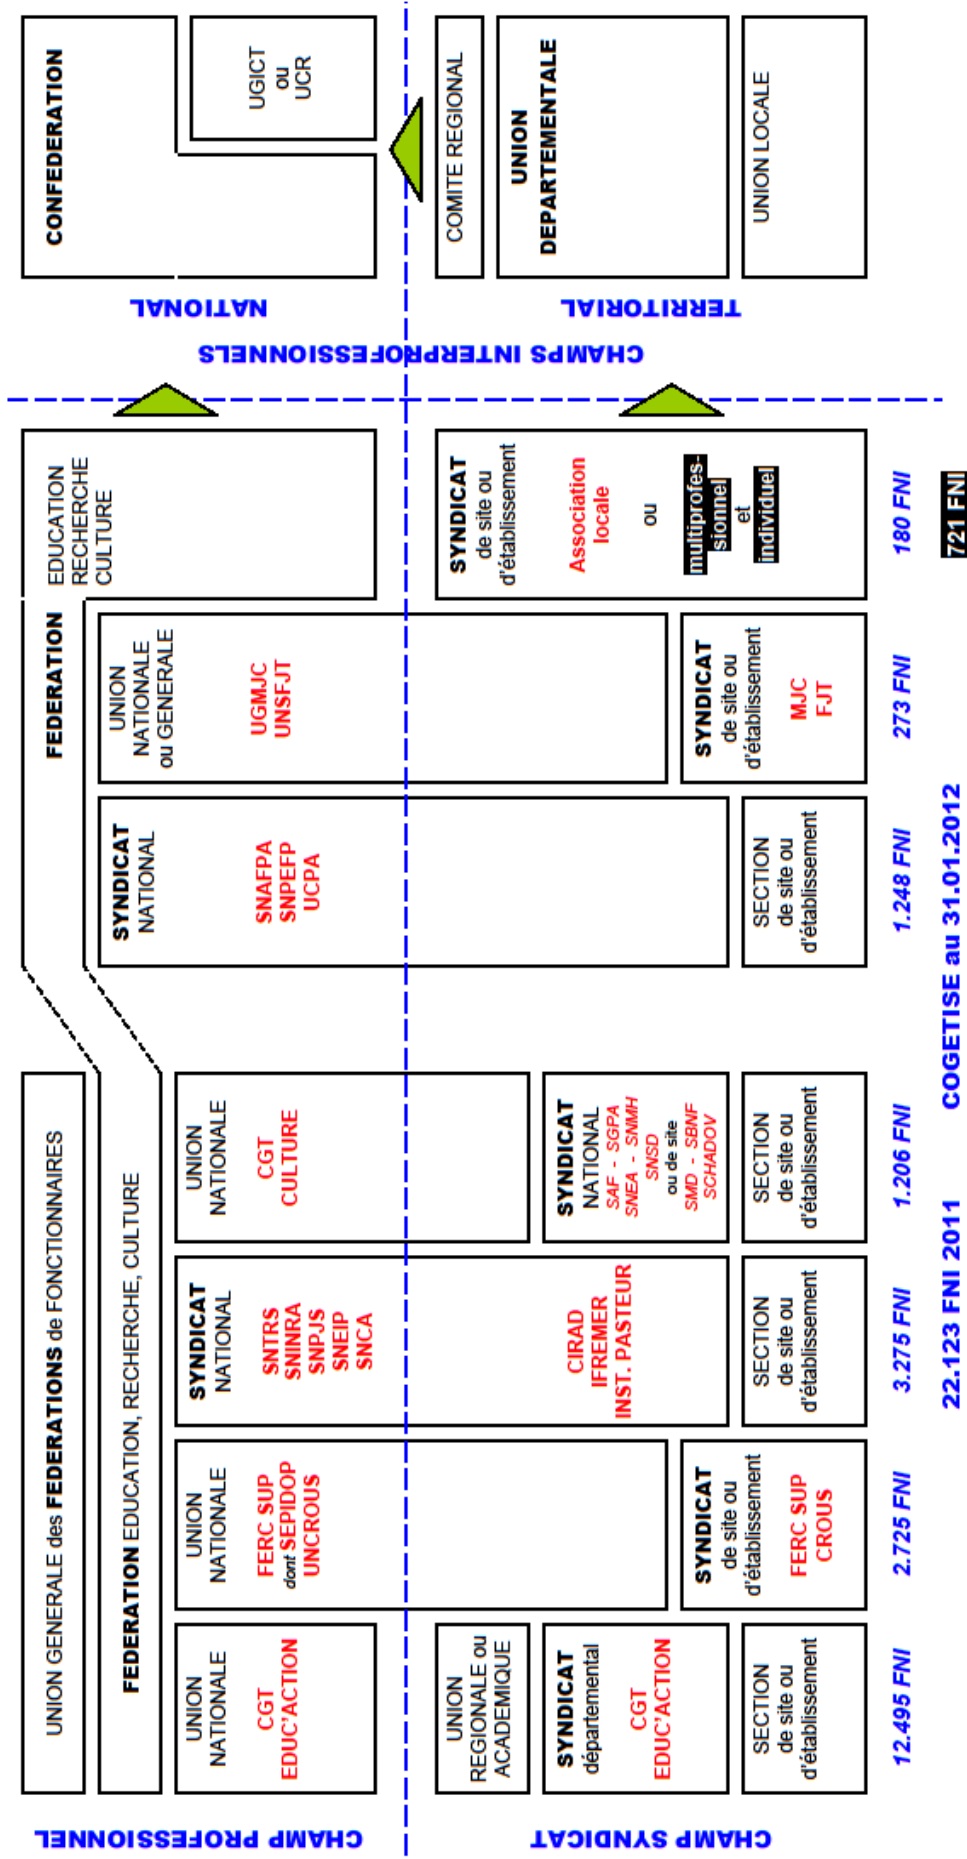 CHAMP PROFESSIONNEL
UNION GENERALE des FEDERATIONS de FONCTIONNAIRES
FEDERATION EDUCATION, RECHERCHE, CULTURE
FEDERATION
EDUCATION
RECHERCHE
CULTURE
UNION
NATIONALE
CGT
EDUC'ACTION
UNION
NATIONALE
FERC SUP
dont SEPIDOP
UNCROUS
SYNDICAT
NATIONAL
SNTRS
SNINRA
SNPJS
SNEIP
SNCA
UNION
NATIONALE
CGT
CULTURE
SYNDICAT
NATIONAL
SNAFPA
SNPEFP
UCPA
UNION
NATIONALE
ou GENERALE
UGMJC
UNSFJT
CHAMP SYNDICAT
UNION
REGIONALE ou
ACADEMIQUE
SYNDICAT
départemental
CGT
EDUC'ACTION
SECTION
de site ou
d'établissement
SYNDICAT
de site ou
d'établissement
FERC SUP
CROUS
CIRAD
IFREMER
INST. PASTEUR
SECTION
de site ou
d'établissement
SYNDICAT
NATIONAL
SAF - SGPA
SNEA - SNMH
SNSD
ou de site
SMD - SBNF
SCHADOV
SECTION
de site ou
d'établissement
SECTION
de site ou
d'établissement
SYNDICAT
de site ou
d'établissement
MJC
FJT
SYNDICAT
de site ou
d'établissement
Association
locale
ou
multiprofes-
sionnel
et
individuel
CHAMPS INTERPROFESSIONNELS
NATIONAL
CONFEDERATION
UGICT
ou
UCR
TERRITORIAL
COMITE REGIONAL
UNION
DEPARTEMENTALE
UNION LOCALE
12.495 FNI
2.725 FNI
3.275 FNI
1.206 FNI
1.248 FNI
273 FNI
180 FNI
22.123 FNI 2011
COGETISE au 31.01.2012
721 FNI